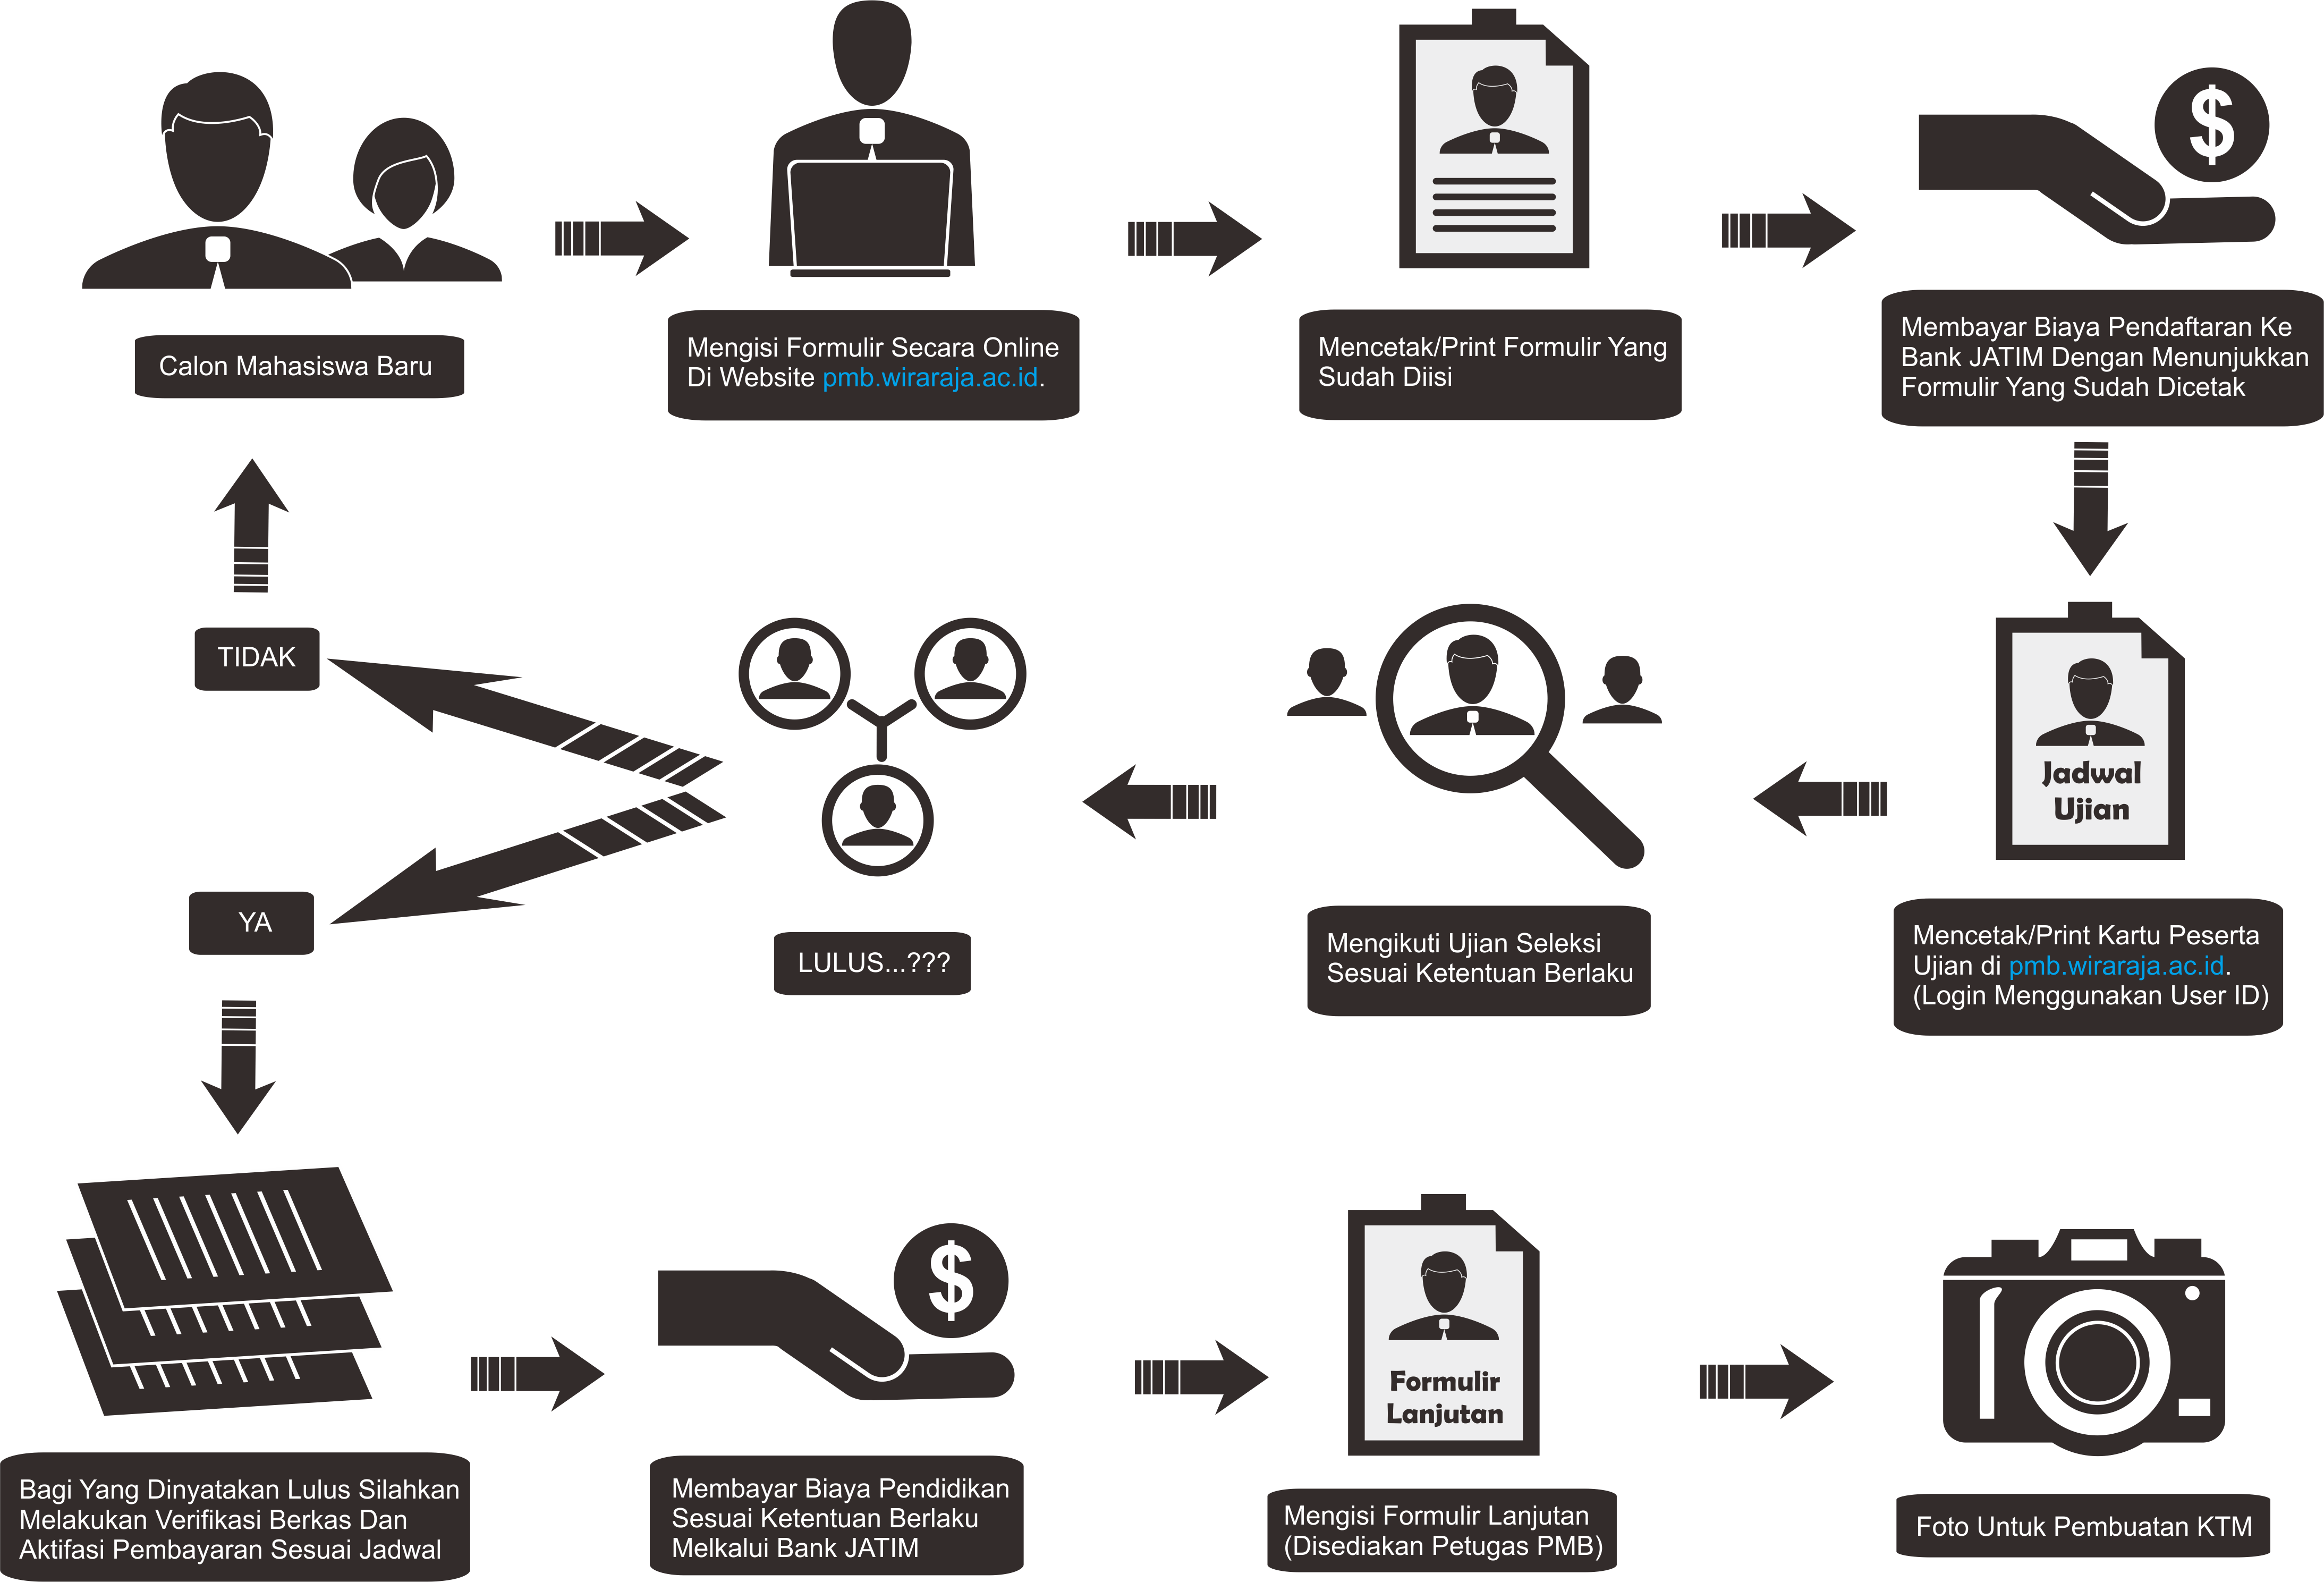 Calon Mahasiswa Baru
Mengisi Formulir Secara Online
Di Website pmb.wiraraja.ac.id.
Mencetak/Print Formulir Yang
Sudah Diisi
$
Membayar Biaya Pendaftaran Ke
Bank JATIM Dengan Menunjukkan
Formulir Yang Sudah Dicetak
Jadwal
Ujian
Mencetak/Print Kartu Peserta
Ujian di pmb.wiraraja.ac.id.
(Login Menggunakan User ID)
Mengikuti Ujian Seleksi
Sesuai Ketentuan Berlaku
LULUS...???
TIDAK
YA
Bagi Yang Dinyatakan Lulus Silahkan
Melakukan Verifikasi Berkas Dan
Aktifasi Pembayaran Sesuai Jadwal
$
Membayar Biaya Pendidikan
Sesuai Ketentuan Berlaku
Melkalui Bank JATIM
Formulir
Lanjutan
Mengisi Formulir Lanjutan
(Disediakan Petugas PMB)
Foto Untuk Pembuatan KTM